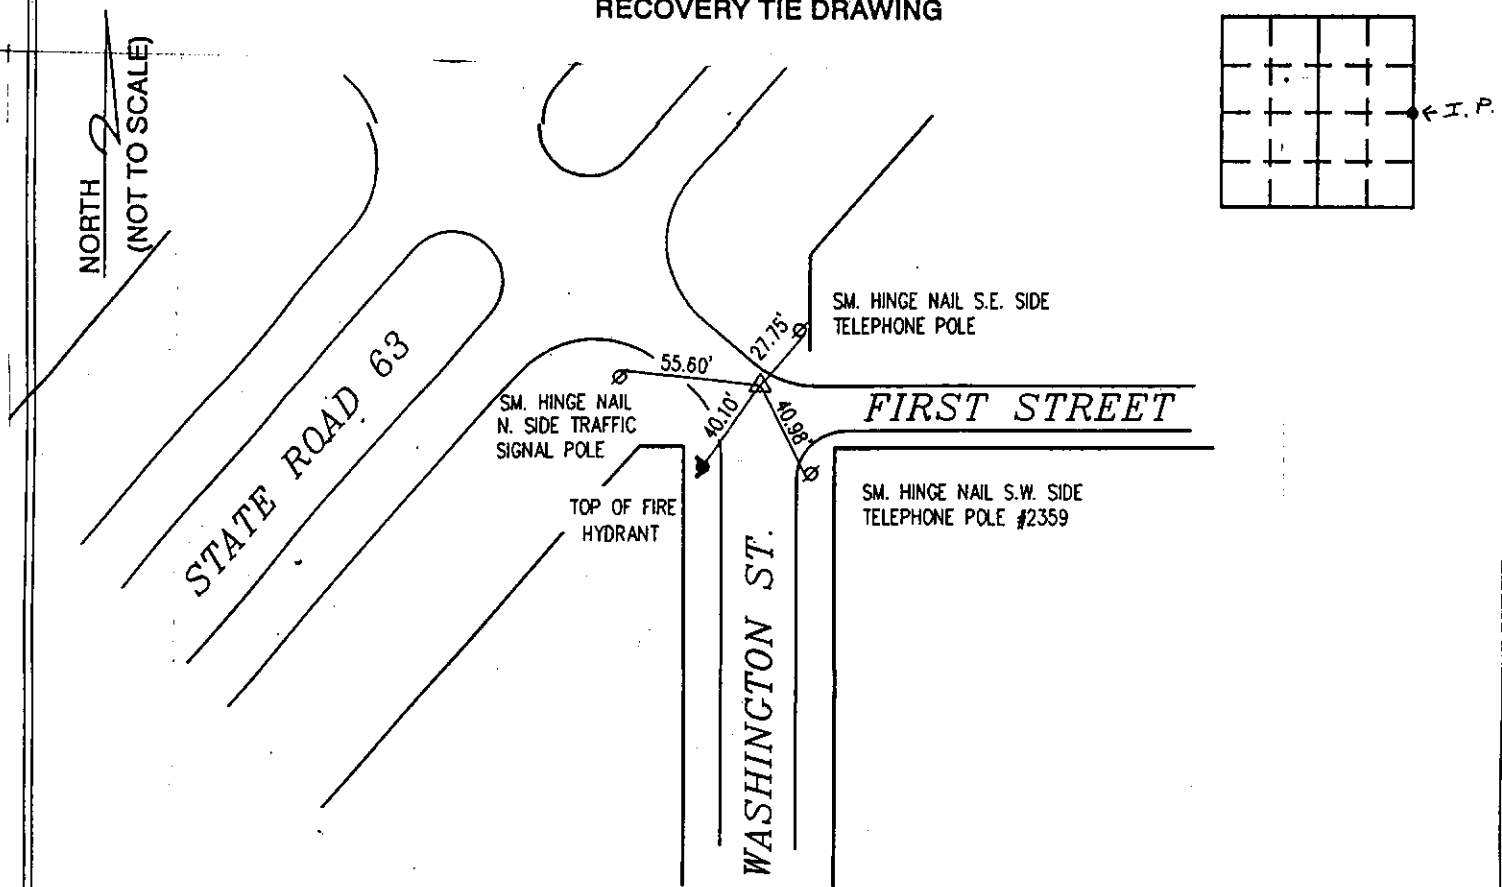 RECOVERY TIE DRAWING
NORTH
(NOT TO SCALE)
← I.P.
SM. HINGE NAIL S.E. SIDE
TELEPHONE POLE
27.75'
55.60'
40.10'
40.98'
SM. HINGE NAIL
N. SIDE TRAFFIC
SIGNAL POLE
FIRST STREET
STATE ROAD 63
TOP OF FIRE
HYDRANT
SM. HINGE NAIL S.W. SIDE
TELEPHONE POLE #2359
WASHINGTON ST.